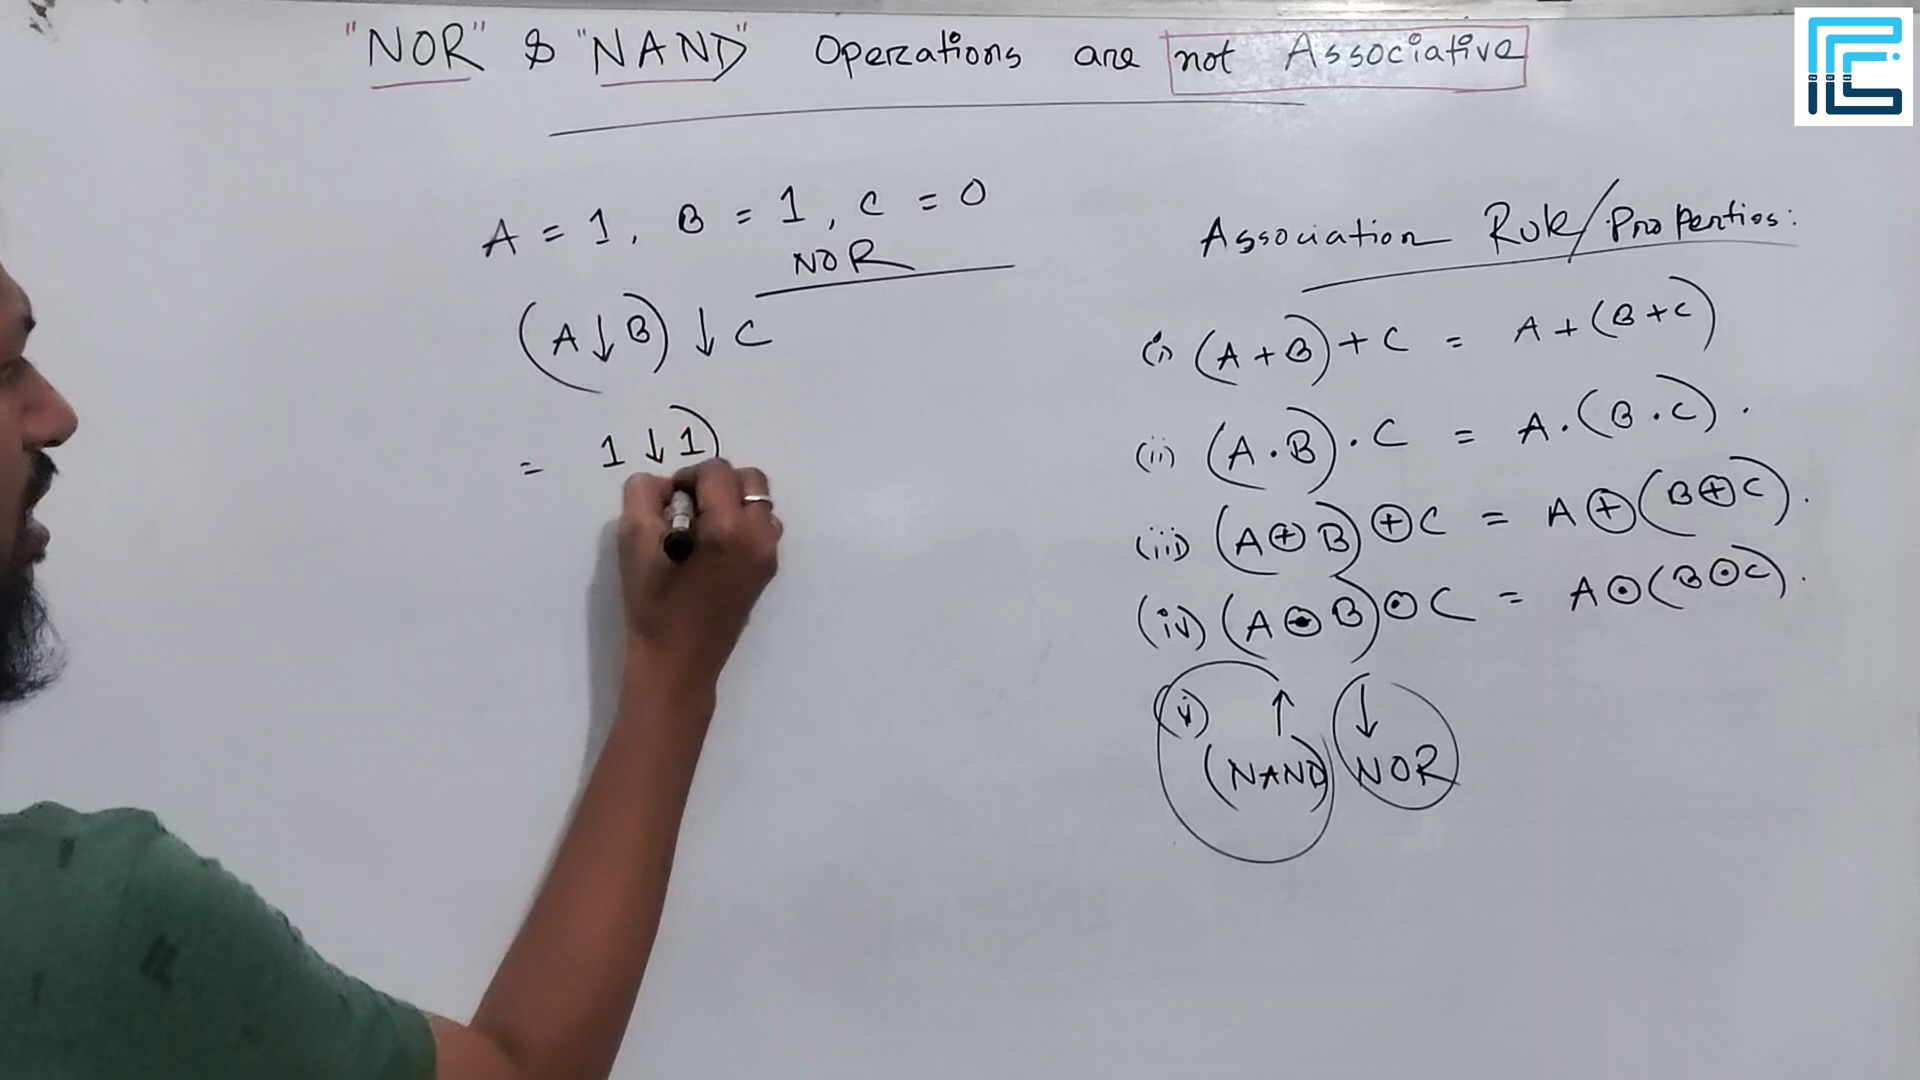 "NOR" & "NAND" Operations are not Associative
A = 1, B = 1, C = 0
NOR
(A↓B)↓C
= 1↓1)
Association Rule/Properties:
(i) (A+B)+C = A+(B+C)
(ii) (A.B).C = A.(B.C).
(iii) (A⊕B)⊕C = A⊕(B⊕C).
(iv) (A⊙B)⊙C = A⊙(B⊙C).
(v) ↑ ↓
(NAND) NOR